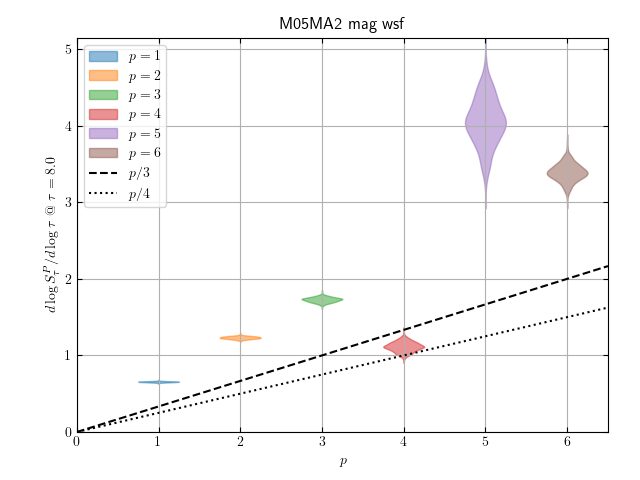 M05MA2 mag wsf
p = 1
p = 2
p = 3
p = 4
p = 5
p = 6
p/3
p/4
d log S_τ^P / d log τ @ τ = 8.0
5
4
3
2
1
0
0 1 2 3 4 5 6
p